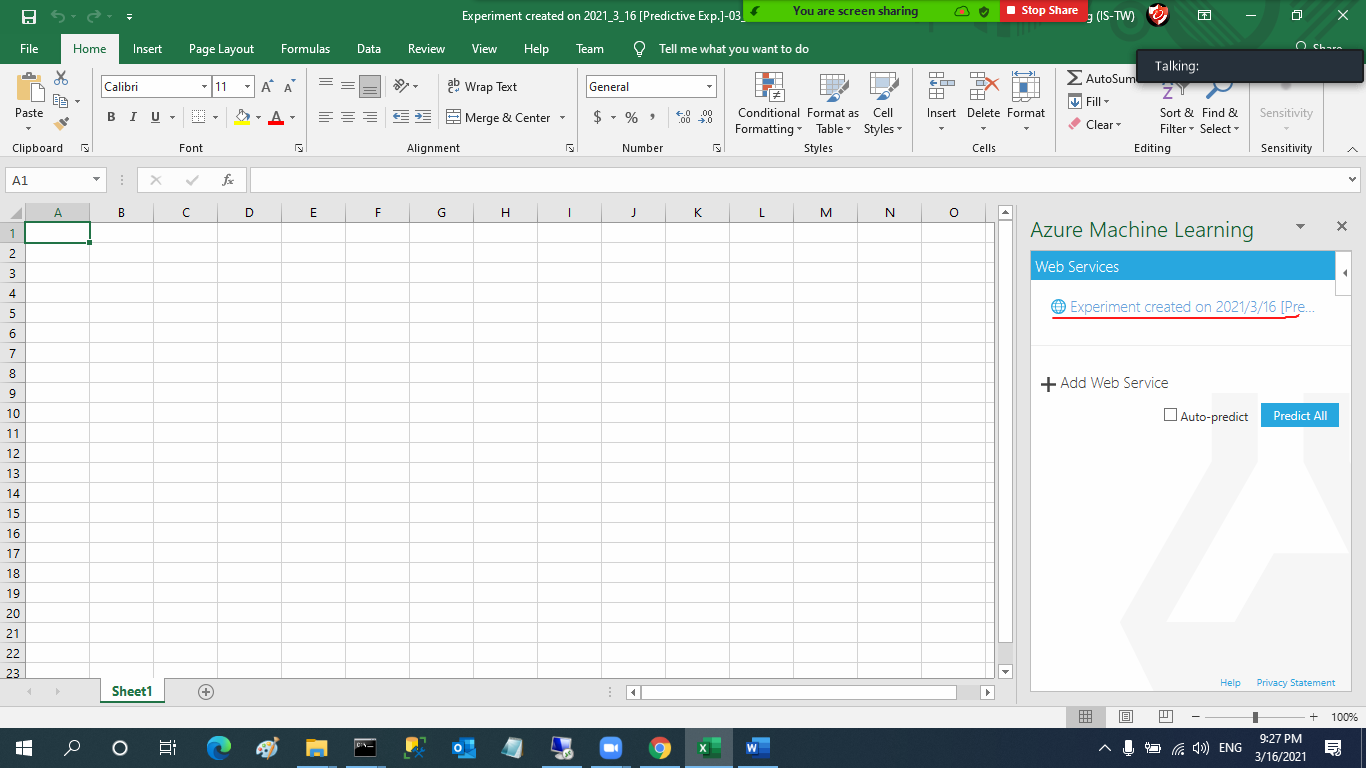 Experiment created on 2021_3_16 [Predictive Exp.]-03_
You are screen sharing
Stop Share
(IS-TW)
File Home Insert Page Layout Formulas Data Review View Help Team Tell me what you want to do Share
Talking:
Paste
Clipboard
Calibri 11
B I U
Font
Wrap Text
Merge & Center
Alignment
General
$ % ,
Number
Conditional Formatting
Format as Table
Cell Styles
Styles
Insert Delete Format
Cells
AutoSum
Fill
Clear
Sort & Filter
Find & Select
Editing
Sensitivity
Sensitivity
A1 fx
A B C D E F G H I J K L M N O
1
2
3
4
5
6
7
8
9
10
11
12
13
14
15
16
17
18
19
20
21
22
23
Azure Machine Learning
Web Services
Experiment created on 2021/3/16 [Pre...
Add Web Service
Auto-predict Predict All
Help Privacy Statement
Sheet1
100%
ENG
9:27 PM
3/16/2021